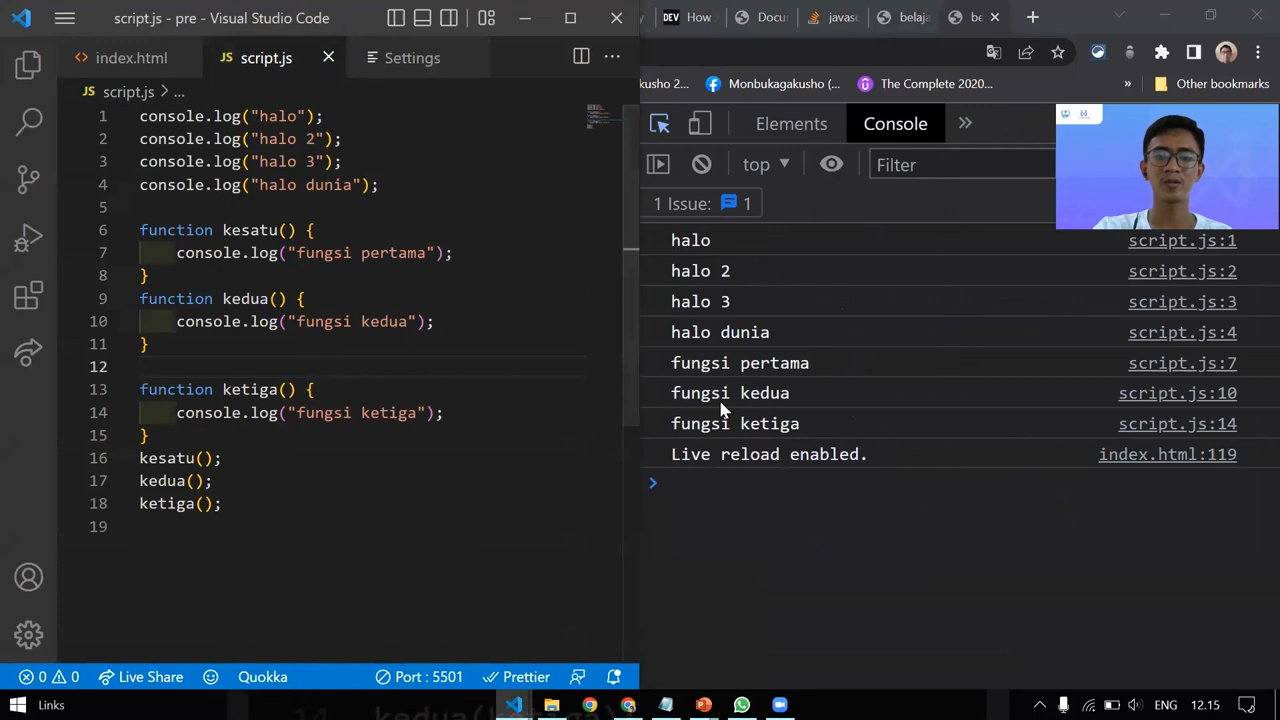 script.js - pre - Visual Studio Code
index.html
JS script.js
Settings
JS script.js > ...
1 console.log("halo");
2 console.log("halo 2");
3 console.log("halo 3");
4 console.log("halo dunia");
5
6 function kesatu() {
7 console.log("fungsi pertama");
8 }
9 function kedua() {
10 console.log("fungsi kedua");
11 }
12
13 function ketiga() {
14 console.log("fungsi ketiga");
15 }
16 kesatu();
17 kedua();
18 ketiga();
19
0 0 Live Share Quokka Port : 5501 Prettier
DEV How
Docu
javas
belaja
be
akusho 2...
Monbukagakusho (...
The Complete 2020...
» Other bookmarks
Elements Console »
top Filter
1 Issue: 1
halo script.js:1
halo 2 script.js:2
halo 3 script.js:3
halo dunia script.js:4
fungsi pertama script.js:7
fungsi kedua script.js:10
fungsi ketiga script.js:14
Live reload enabled. index.html:119
>
Links
ENG 12.15